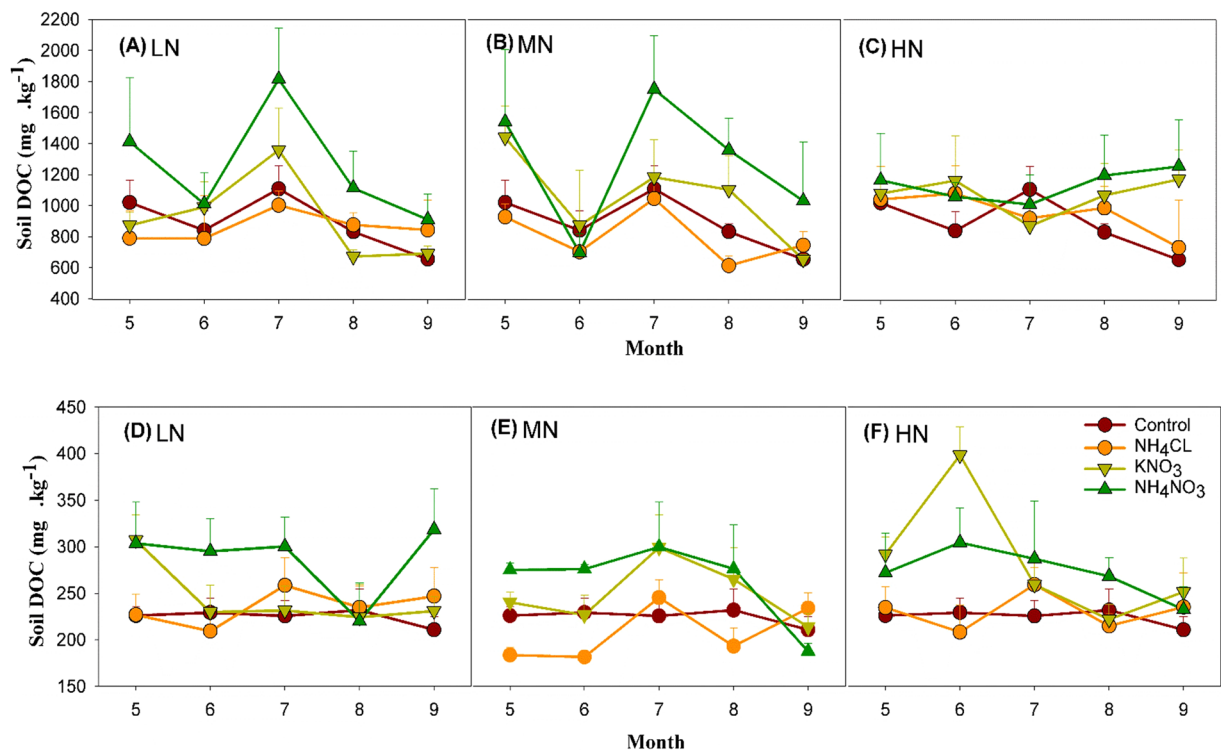 2200
2000
1800
1600
1400
1200
1000
800
600
400
Soil DOC (mg .kg⁻¹)
(A) LN
(B) MN
(C) HN
5 6 7 8 9
5 6 7 8 9
5 6 7 8 9
Month
450
400
350
300
250
200
150
Soil DOC (mg .kg⁻¹)
(D) LN
(E) MN
(F) HN
Control
NH₄CL
KNO₃
NH₄NO₃
5 6 7 8 9
5 6 7 8 9
5 6 7 8 9
Month